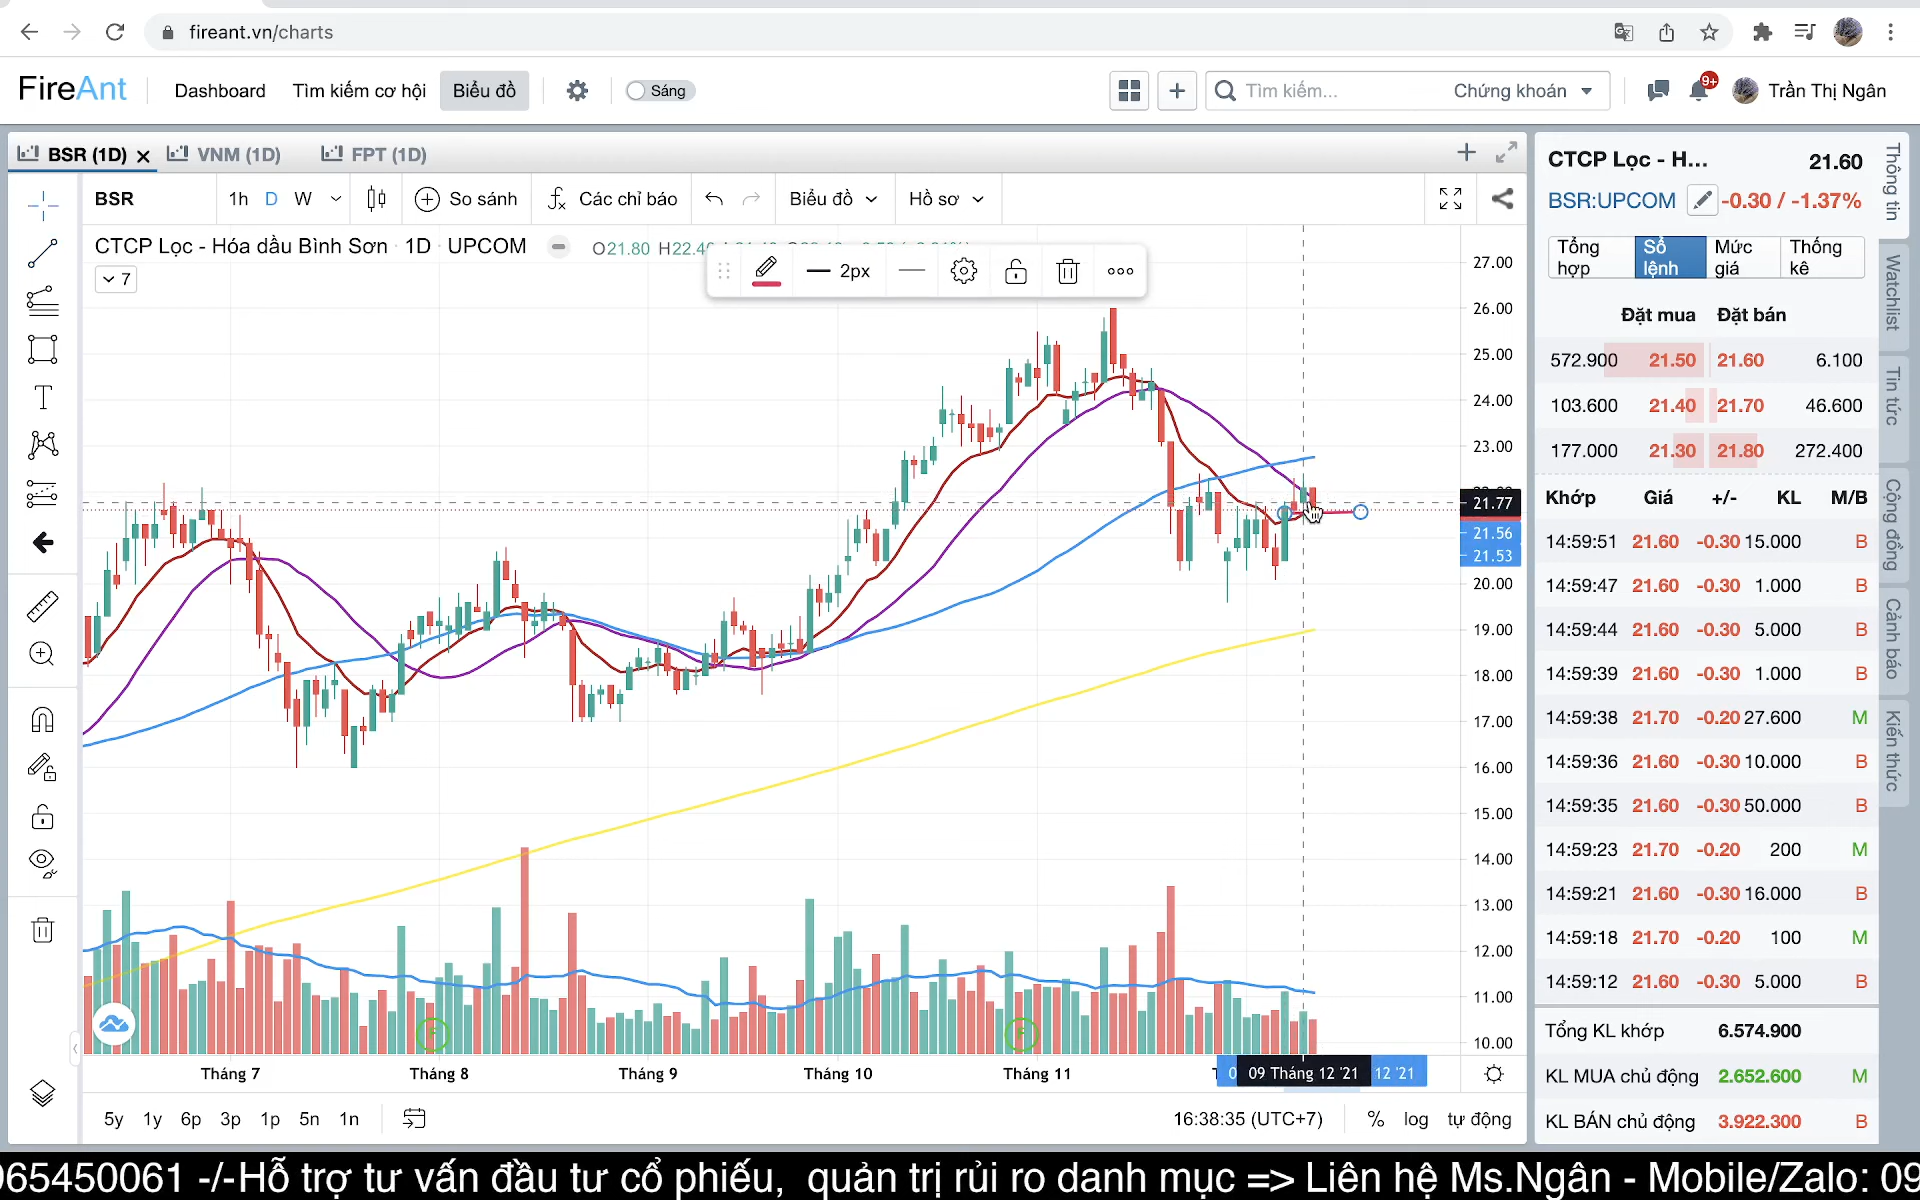 fireant.vn/charts
FireAnt
Dashboard
Tìm kiếm cơ hội
Biểu đồ
Sáng
Tìm kiếm...
Chứng khoán
9+
Trần Thị Ngân
BSR (1D)
VNM (1D)
FPT (1D)
BSR
1h D W
So sánh
Các chỉ báo
Biểu đồ
Hồ sơ
CTCP Lọc - Hóa dầu Bình Sơn · 1D · UPCOM
O21.80
7
2px
27.00
26.00
25.00
24.00
23.00
21.77
21.56
21.53
20.00
19.00
18.00
17.00
16.00
15.00
14.00
13.00
12.00
11.00
10.00
Tháng 7
Tháng 8
Tháng 9
Tháng 10
Tháng 11
09 Tháng 12 '21
12 '21
5y 1y 6p 3p 1p 5n 1n
16:38:35 (UTC+7)
% log tự động
CTCP Lọc - H... 21.60
BSR:UPCOM -0.30 / -1.37%
Tổng hợp
Sổ lệnh
Mức giá
Thống kê
Đặt mua Đặt bán
572.900 21.50 21.60 6.100
103.600 21.40 21.70 46.600
177.000 21.30 21.80 272.400
Khớp Giá +/- KL M/B
14:59:51 21.60 -0.30 15.000 B
14:59:47 21.60 -0.30 1.000 B
14:59:44 21.60 -0.30 5.000 B
14:59:39 21.60 -0.30 1.000 B
14:59:38 21.70 -0.20 27.600 M
14:59:36 21.60 -0.30 10.000 B
14:59:35 21.60 -0.30 50.000 B
14:59:23 21.70 -0.20 200 M
14:59:21 21.60 -0.30 16.000 B
14:59:18 21.70 -0.20 100 M
14:59:12 21.60 -0.30 5.000 B
Tổng KL khớp 6.574.900
KL MUA chủ động 2.652.600 M
KL BÁN chủ động 3.922.300 B
Thông tin
Watchlist
Tin tức
Cộng đồng
Cảnh báo
Kiến thức
965450061 -/-Hỗ trợ tư vấn đầu tư cổ phiếu, quản trị rủi ro danh mục => Liên hệ Ms.Ngân - Mobile/Zalo: 09